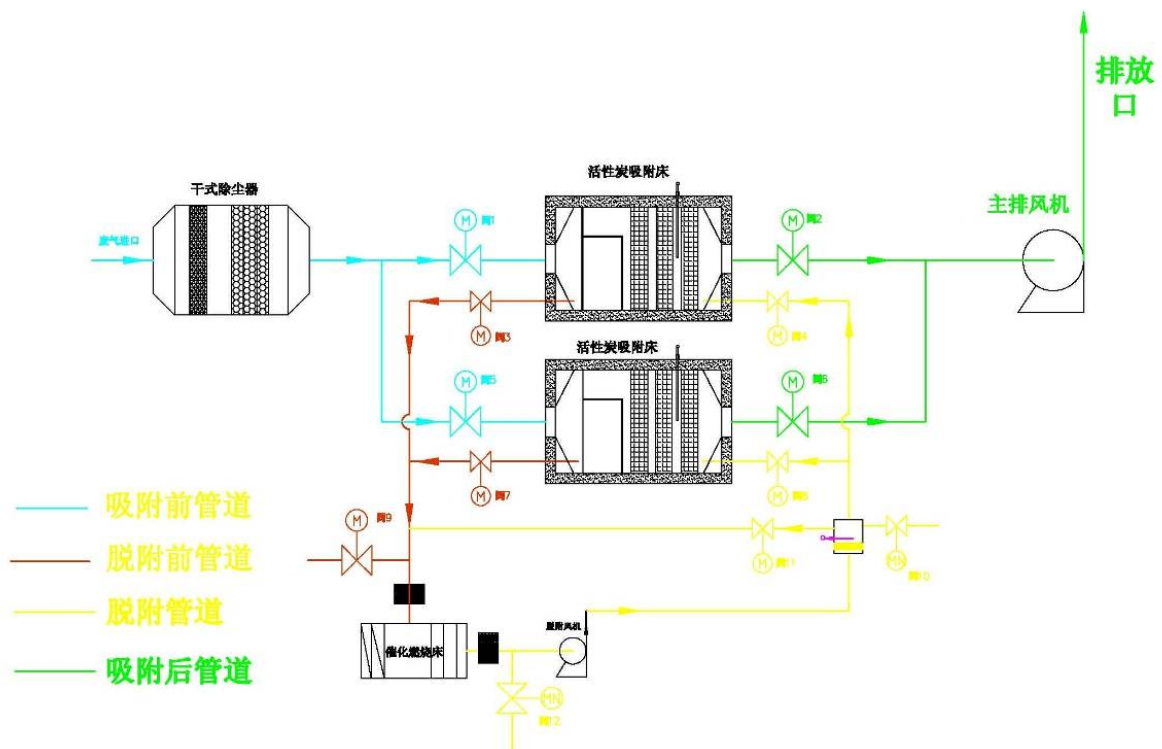 排放
口
活性炭吸附床
干式除尘器
主排风机
M
阀1
M
阀2
废气进口
M
阀3
M
阀4
活性炭吸附床
M
阀5
M
阀6
M
阀7
M
吸附前管道
M
阀9
脱附前管道
M
阀11
MN
阀10
脱附管道
脱附风机
催化燃烧床
吸附后管道
MN
阀12